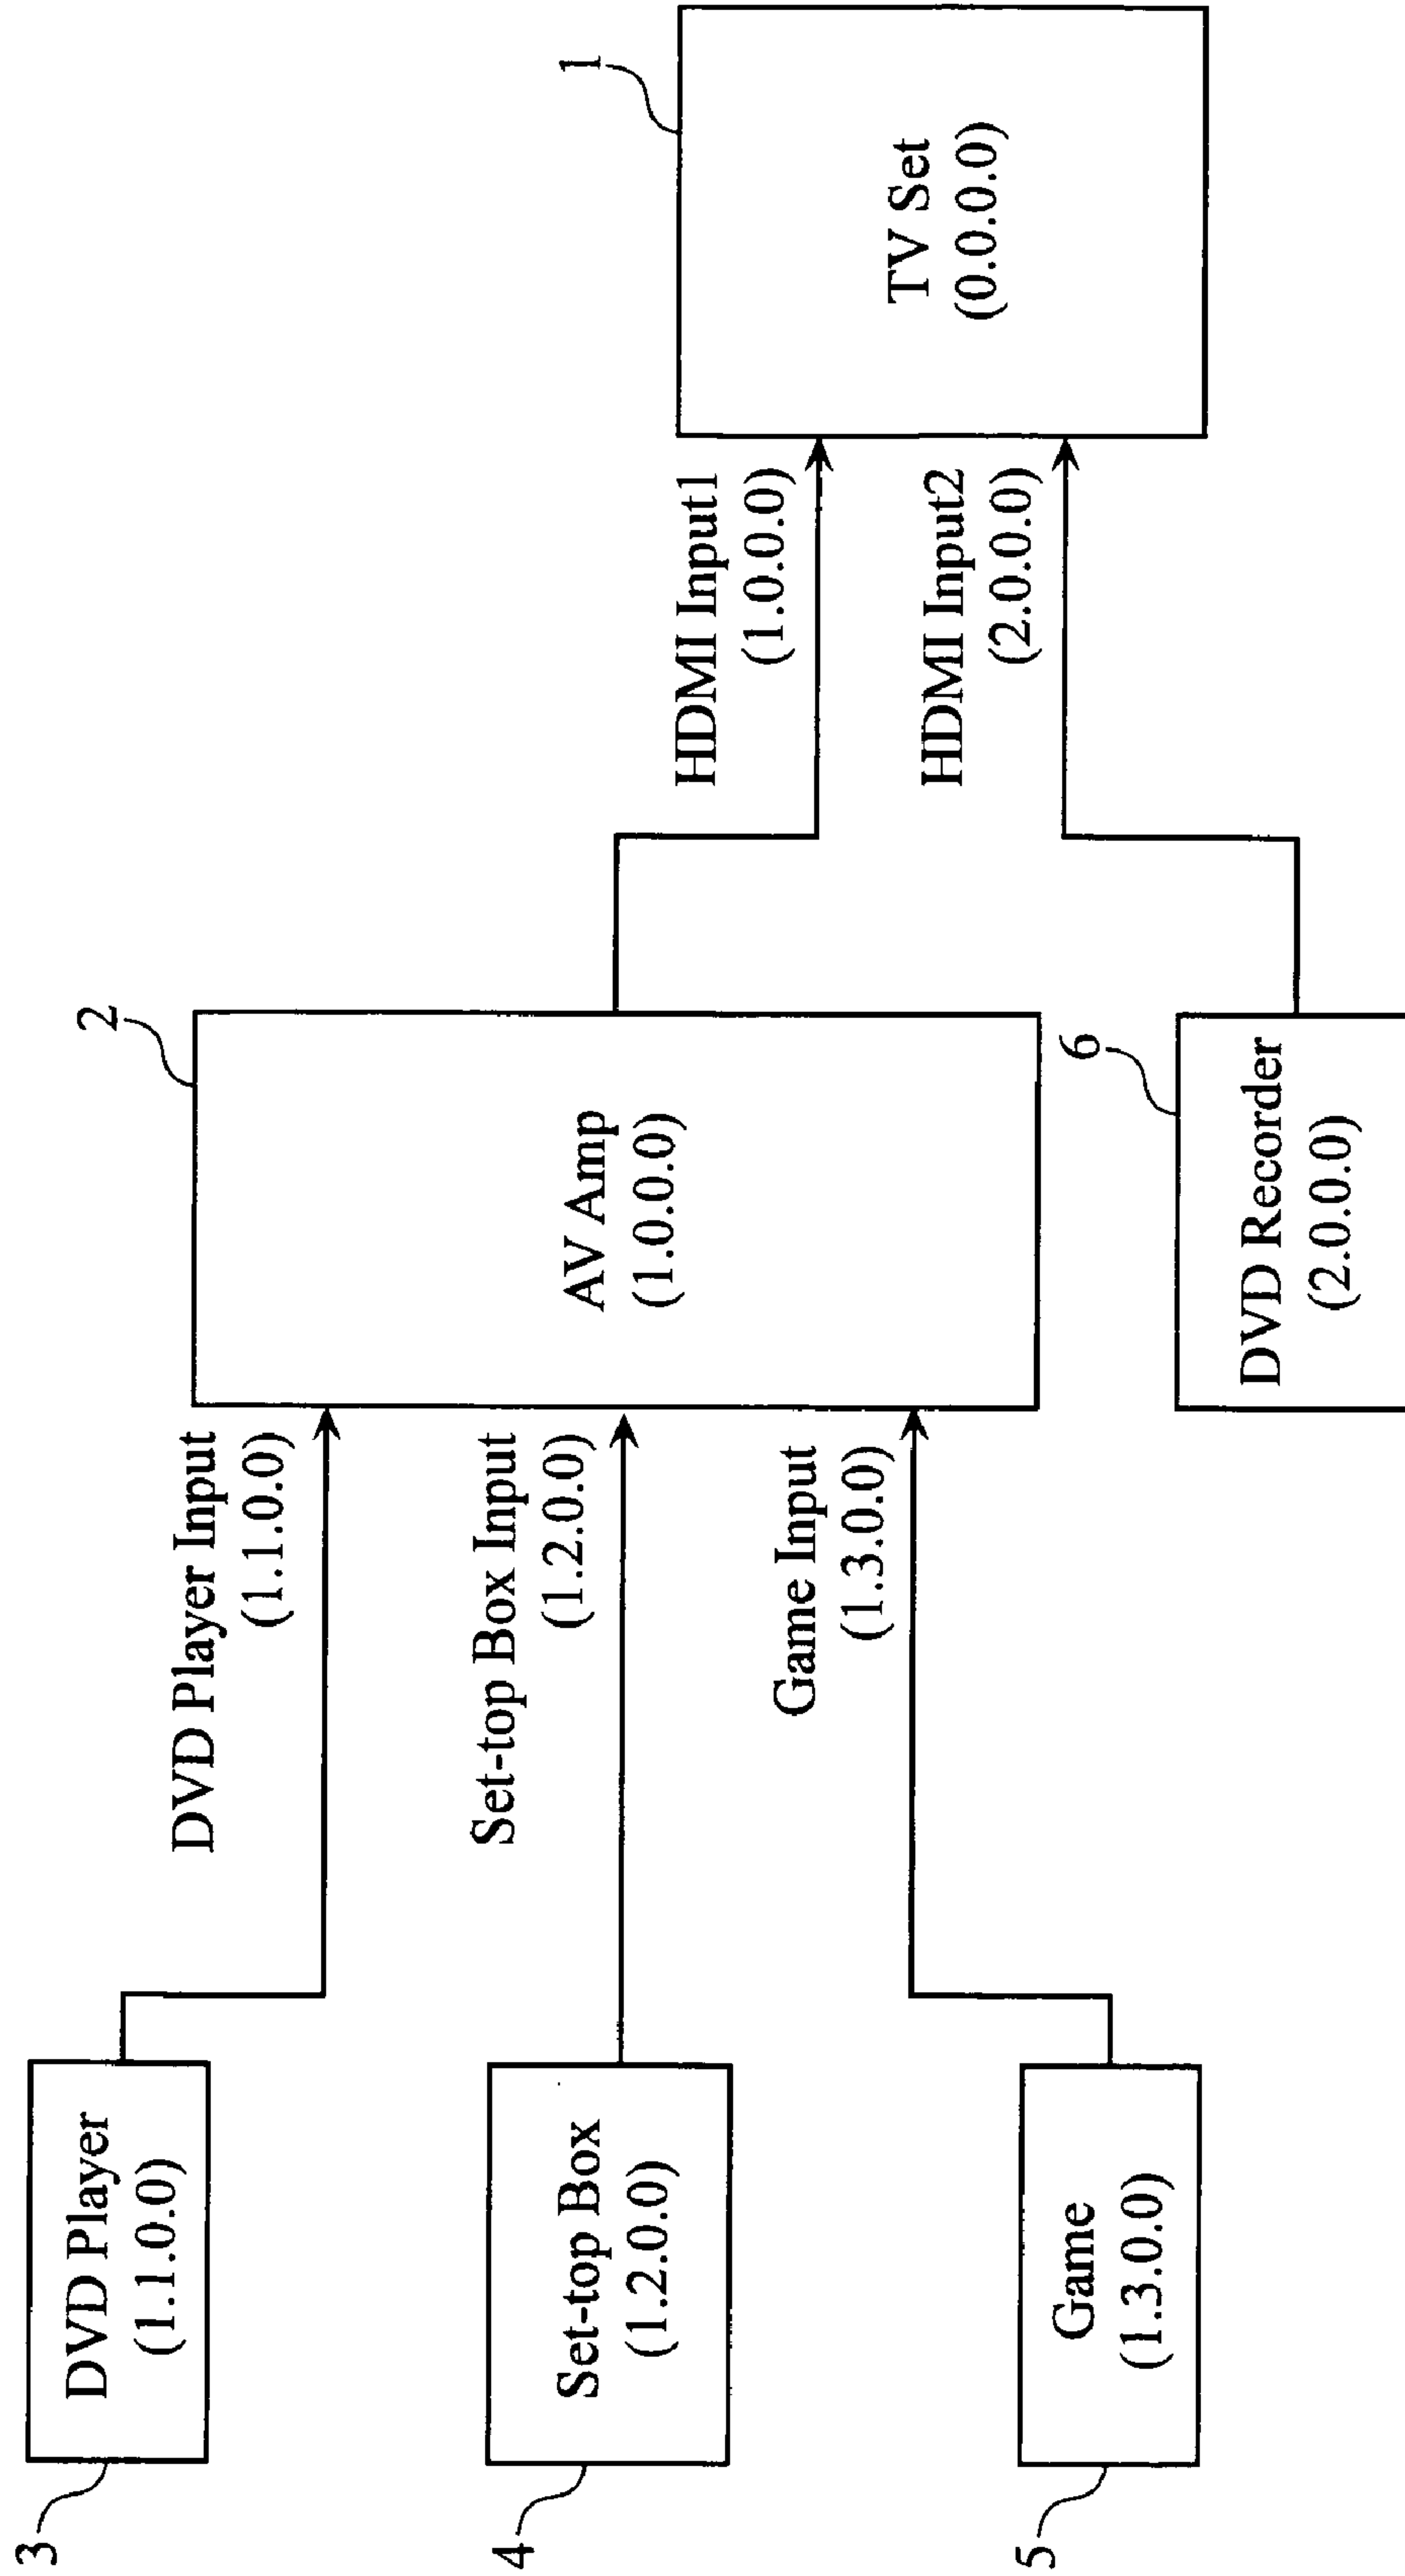 3
DVD Player
(1.1.0.0)
DVD Player Input
(1.1.0.0)
4
Set-top Box
(1.2.0.0)
Set-top Box Input
(1.2.0.0)
5
Game
(1.3.0.0)
Game Input
(1.3.0.0)
2
AV Amp
(1.0.0.0)
6
DVD Recorder
(2.0.0.0)
HDMI Input1
(1.0.0.0)
HDMI Input2
(2.0.0.0)
1
TV Set
(0.0.0.0)